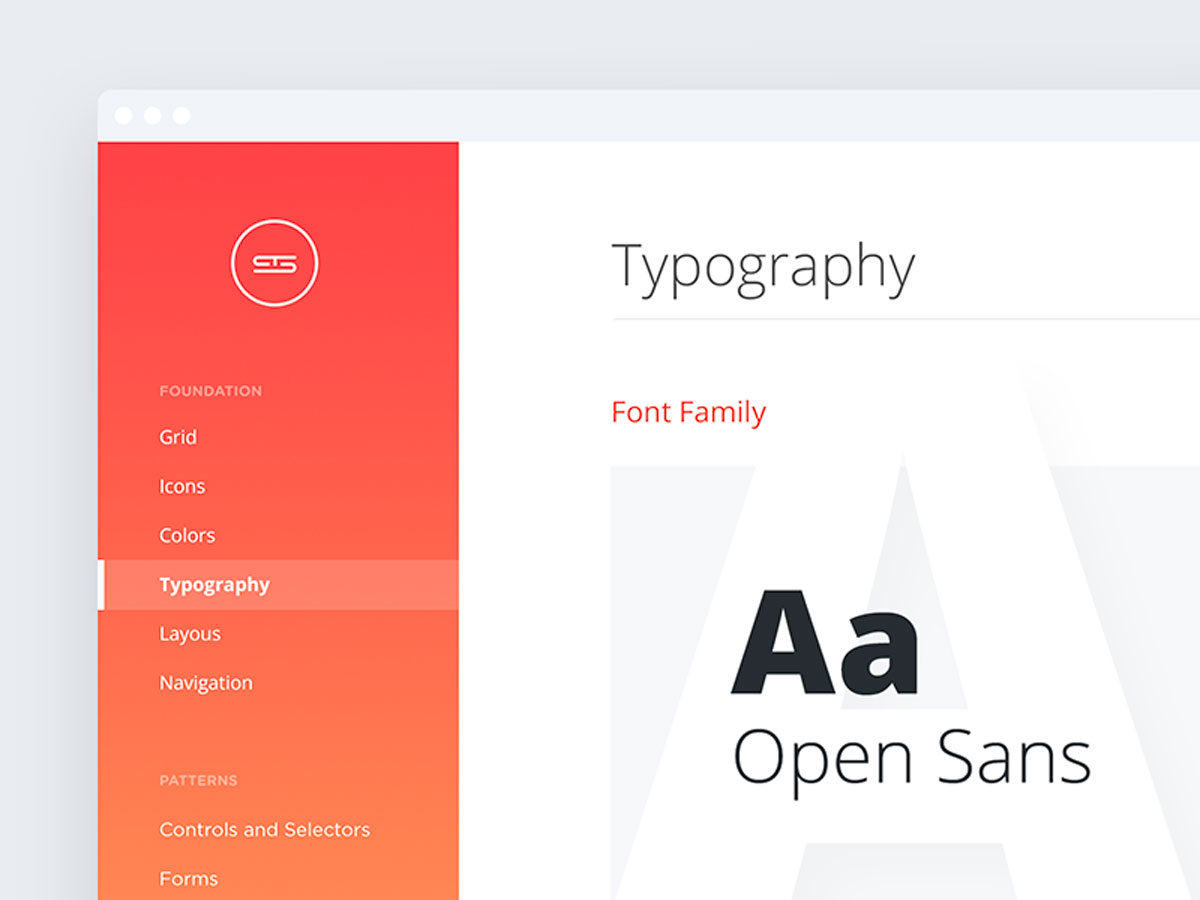 FOUNDATION
Grid
Icons
Colors
Typography
Layous
Navigation
PATTERNS
Controls and Selectors
Forms
Typography
Font Family
Aa
Open Sans